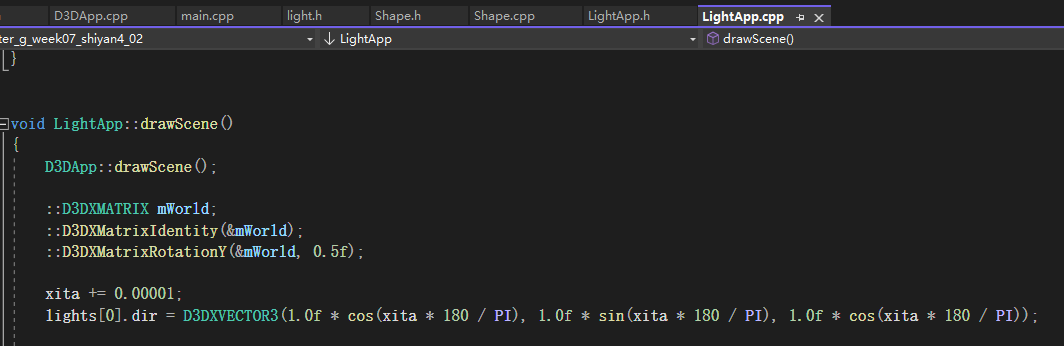 D3DApp.cpp main.cpp light.h Shape.h Shape.cpp LightApp.h LightApp.cpp
ter_g_week07_shiyan4_02 LightApp drawScene()
}
void LightApp::drawScene()
{
D3DApp::drawScene();
::D3DXMATRIX mWorld;
::D3DXMatrixIdentity(&mWorld);
::D3DXMatrixRotationY(&mWorld, 0.5f);
xita += 0.00001;
lights[0].dir = D3DXVECTOR3(1.0f * cos(xita * 180 / PI), 1.0f * sin(xita * 180 / PI), 1.0f * cos(xita * 180 / PI));